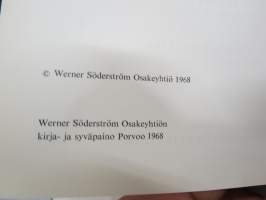 © Werner Söderström Osakeyhtiö 1968
Werner Söderström Osakeyhtiön
kirja- ja syväpaino Porvoo 1968